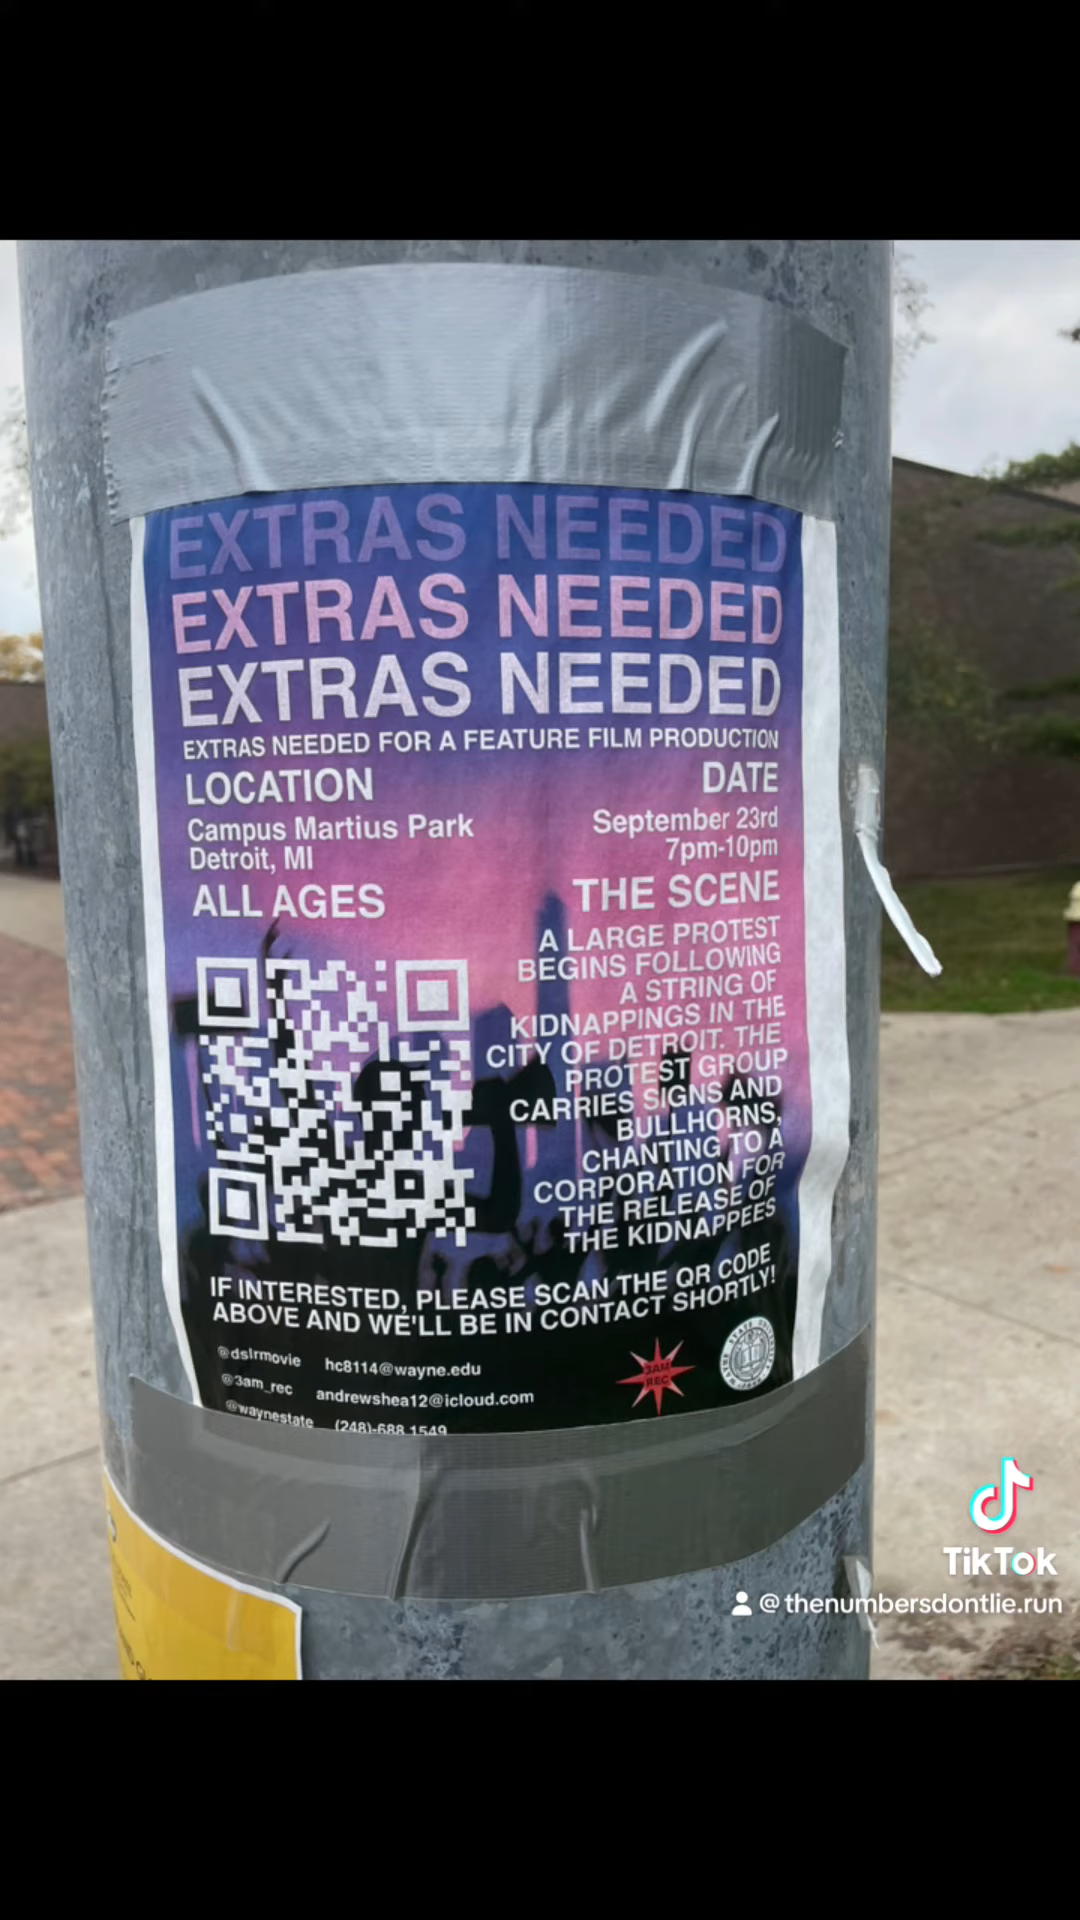 EXTRAS NEEDED
EXTRAS NEEDED
EXTRAS NEEDED
EXTRAS NEEDED FOR A FEATURE FILM PRODUCTION
LOCATION
Campus Martius Park
Detroit, MI
ALL AGES
DATE
September 23rd
7pm-10pm
THE SCENE
A LARGE PROTEST
BEGINS FOLLOWING
A STRING OF
KIDNAPPINGS IN THE
CITY OF DETROIT. THE
PROTEST GROUP
CARRIES SIGNS AND
BULLHORNS,
CHANTING TO A
CORPORATION FOR
THE RELEASE OF
THE KIDNAPPEES
IF INTERESTED, PLEASE SCAN THE QR CODE
ABOVE AND WE'LL BE IN CONTACT SHORTLY!
@dslrmovie hc8114@wayne.edu
@3am_rec andrewshea12@icloud.com
@waynestate (248)-688 1549
3AM
REC
TikTok
@thenumbersdontlie.run